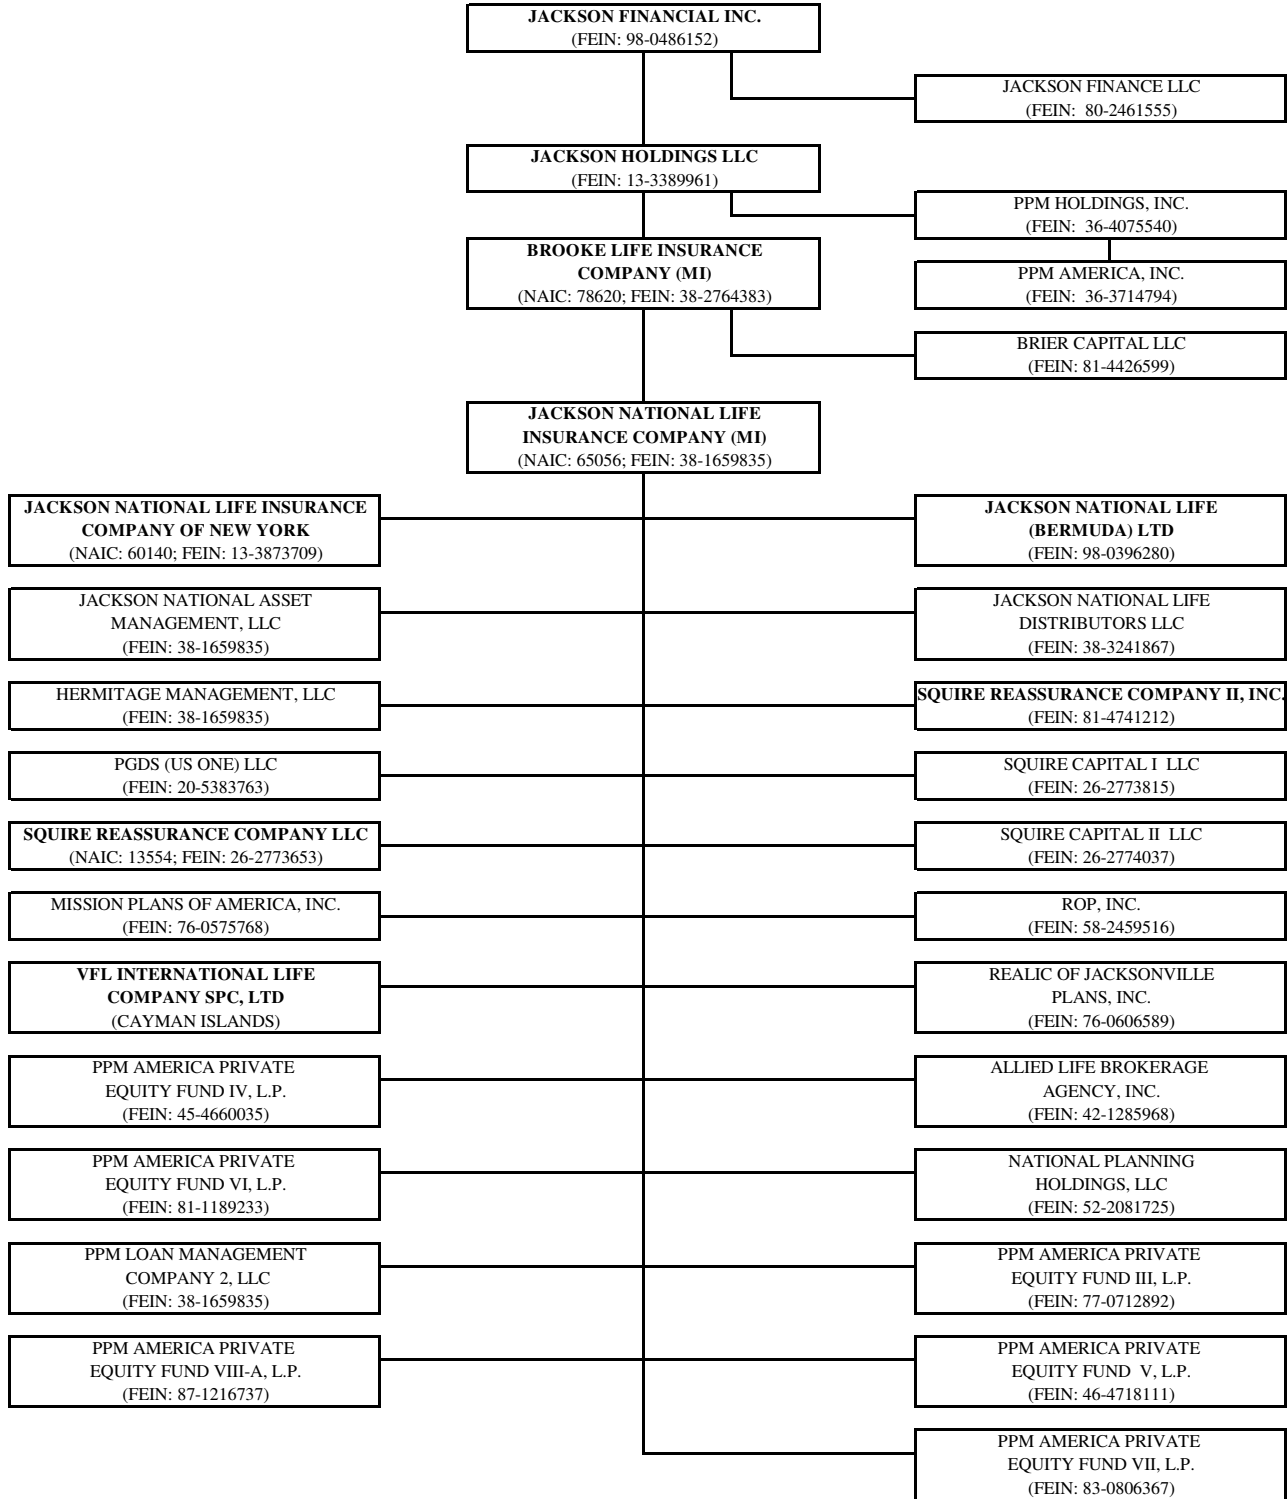 JACKSON FINANCIAL INC.
(FEIN: 98-0486152)
JACKSON FINANCE LLC
(FEIN: 80-2461555)
JACKSON HOLDINGS LLC
(FEIN: 13-3389961)
PPM HOLDINGS, INC.
(FEIN: 36-4075540)
BROOKE LIFE INSURANCE
COMPANY (MI)
(NAIC: 78620; FEIN: 38-2764383)
PPM AMERICA, INC.
(FEIN: 36-3714794)
BRIER CAPITAL LLC
(FEIN: 81-4426599)
JACKSON NATIONAL LIFE
INSURANCE COMPANY (MI)
(NAIC: 65056; FEIN: 38-1659835)
JACKSON NATIONAL LIFE INSURANCE
COMPANY OF NEW YORK
(NAIC: 60140; FEIN: 13-3873709)
JACKSON NATIONAL LIFE
(BERMUDA) LTD
(FEIN: 98-0396280)
JACKSON NATIONAL ASSET
MANAGEMENT, LLC
(FEIN: 38-1659835)
JACKSON NATIONAL LIFE
DISTRIBUTORS LLC
(FEIN: 38-3241867)
HERMITAGE MANAGEMENT, LLC
(FEIN: 38-1659835)
SQUIRE REASSURANCE COMPANY II, INC.
(FEIN: 81-4741212)
PGDS (US ONE) LLC
(FEIN: 20-5383763)
SQUIRE CAPITAL I LLC
(FEIN: 26-2773815)
SQUIRE REASSURANCE COMPANY LLC
(NAIC: 13554; FEIN: 26-2773653)
SQUIRE CAPITAL II LLC
(FEIN: 26-2774037)
MISSION PLANS OF AMERICA, INC.
(FEIN: 76-0575768)
ROP, INC.
(FEIN: 58-2459516)
VFL INTERNATIONAL LIFE
COMPANY SPC, LTD
(CAYMAN ISLANDS)
REALIC OF JACKSONVILLE
PLANS, INC.
(FEIN: 76-0606589)
PPM AMERICA PRIVATE
EQUITY FUND IV, L.P.
(FEIN: 45-4660035)
ALLIED LIFE BROKERAGE
AGENCY, INC.
(FEIN: 42-1285968)
PPM AMERICA PRIVATE
EQUITY FUND VI, L.P.
(FEIN: 81-1189233)
NATIONAL PLANNING
HOLDINGS, LLC
(FEIN: 52-2081725)
PPM LOAN MANAGEMENT
COMPANY 2, LLC
(FEIN: 38-1659835)
PPM AMERICA PRIVATE
EQUITY FUND III, L.P.
(FEIN: 77-0712892)
PPM AMERICA PRIVATE
EQUITY FUND VIII-A, L.P.
(FEIN: 87-1216737)
PPM AMERICA PRIVATE
EQUITY FUND V, L.P.
(FEIN: 46-4718111)
PPM AMERICA PRIVATE
EQUITY FUND VII, L.P.
(FEIN: 83-0806367)